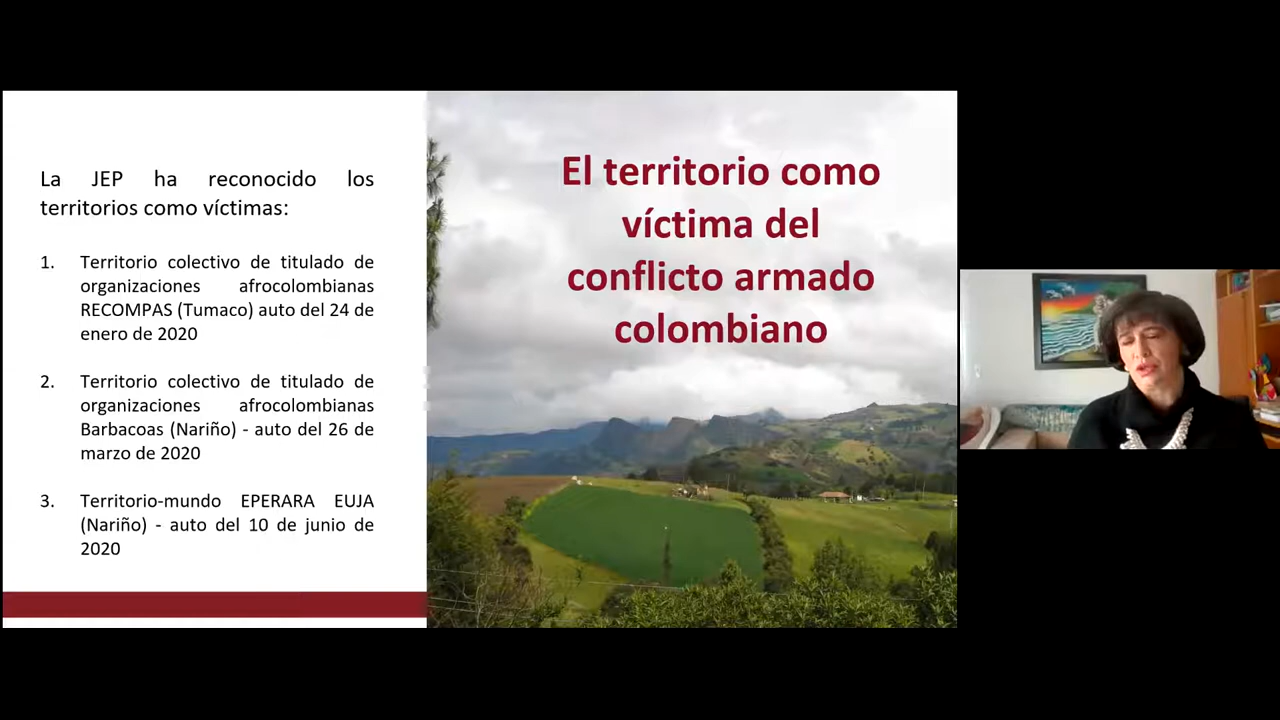 La JEP ha reconocido los
territorios como víctimas:
1. Territorio colectivo de titulado de
organizaciones afrocolombianas
RECOMPAS (Tumaco) auto del 24 de
enero de 2020
2. Territorio colectivo de titulado de
organizaciones afrocolombianas
Barbacoas (Nariño) - auto del 26 de
marzo de 2020
3. Territorio-mundo EPERARA EUJA
(Nariño) - auto del 10 de junio de
2020
El territorio como
víctima del
conflicto armado
colombiano